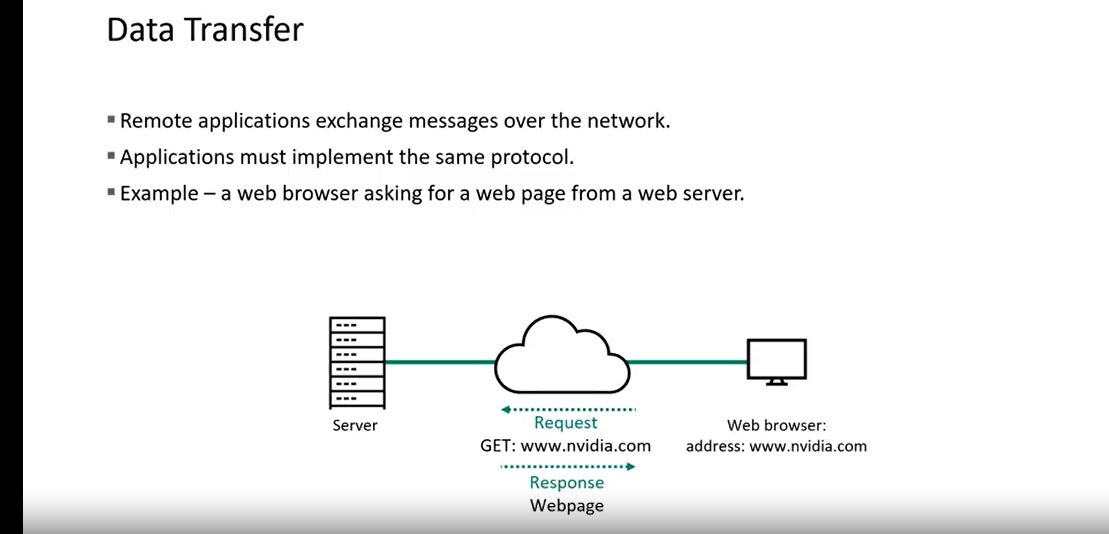 Data Transfer
▪ Remote applications exchange messages over the network.
▪ Applications must implement the same protocol.
▪ Example – a web browser asking for a web page from a web server.
Server
Request
GET: www.nvidia.com
Response
Webpage
Web browser:
address: www.nvidia.com